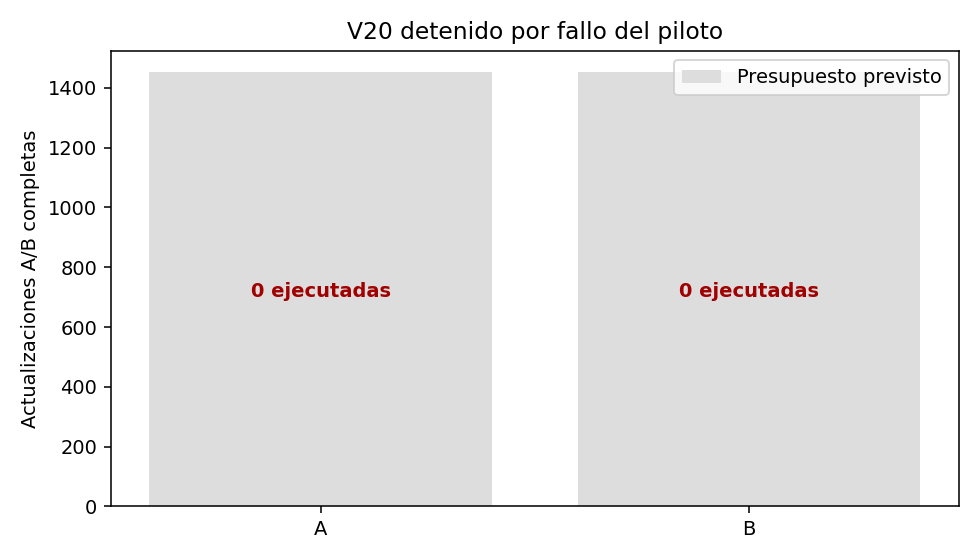 V20 detenido por fallo del piloto
Presupuesto previsto
Actualizaciones A/B completas
1400
1200
1000
800
600
400
200
0
0 ejecutadas
0 ejecutadas
A
B